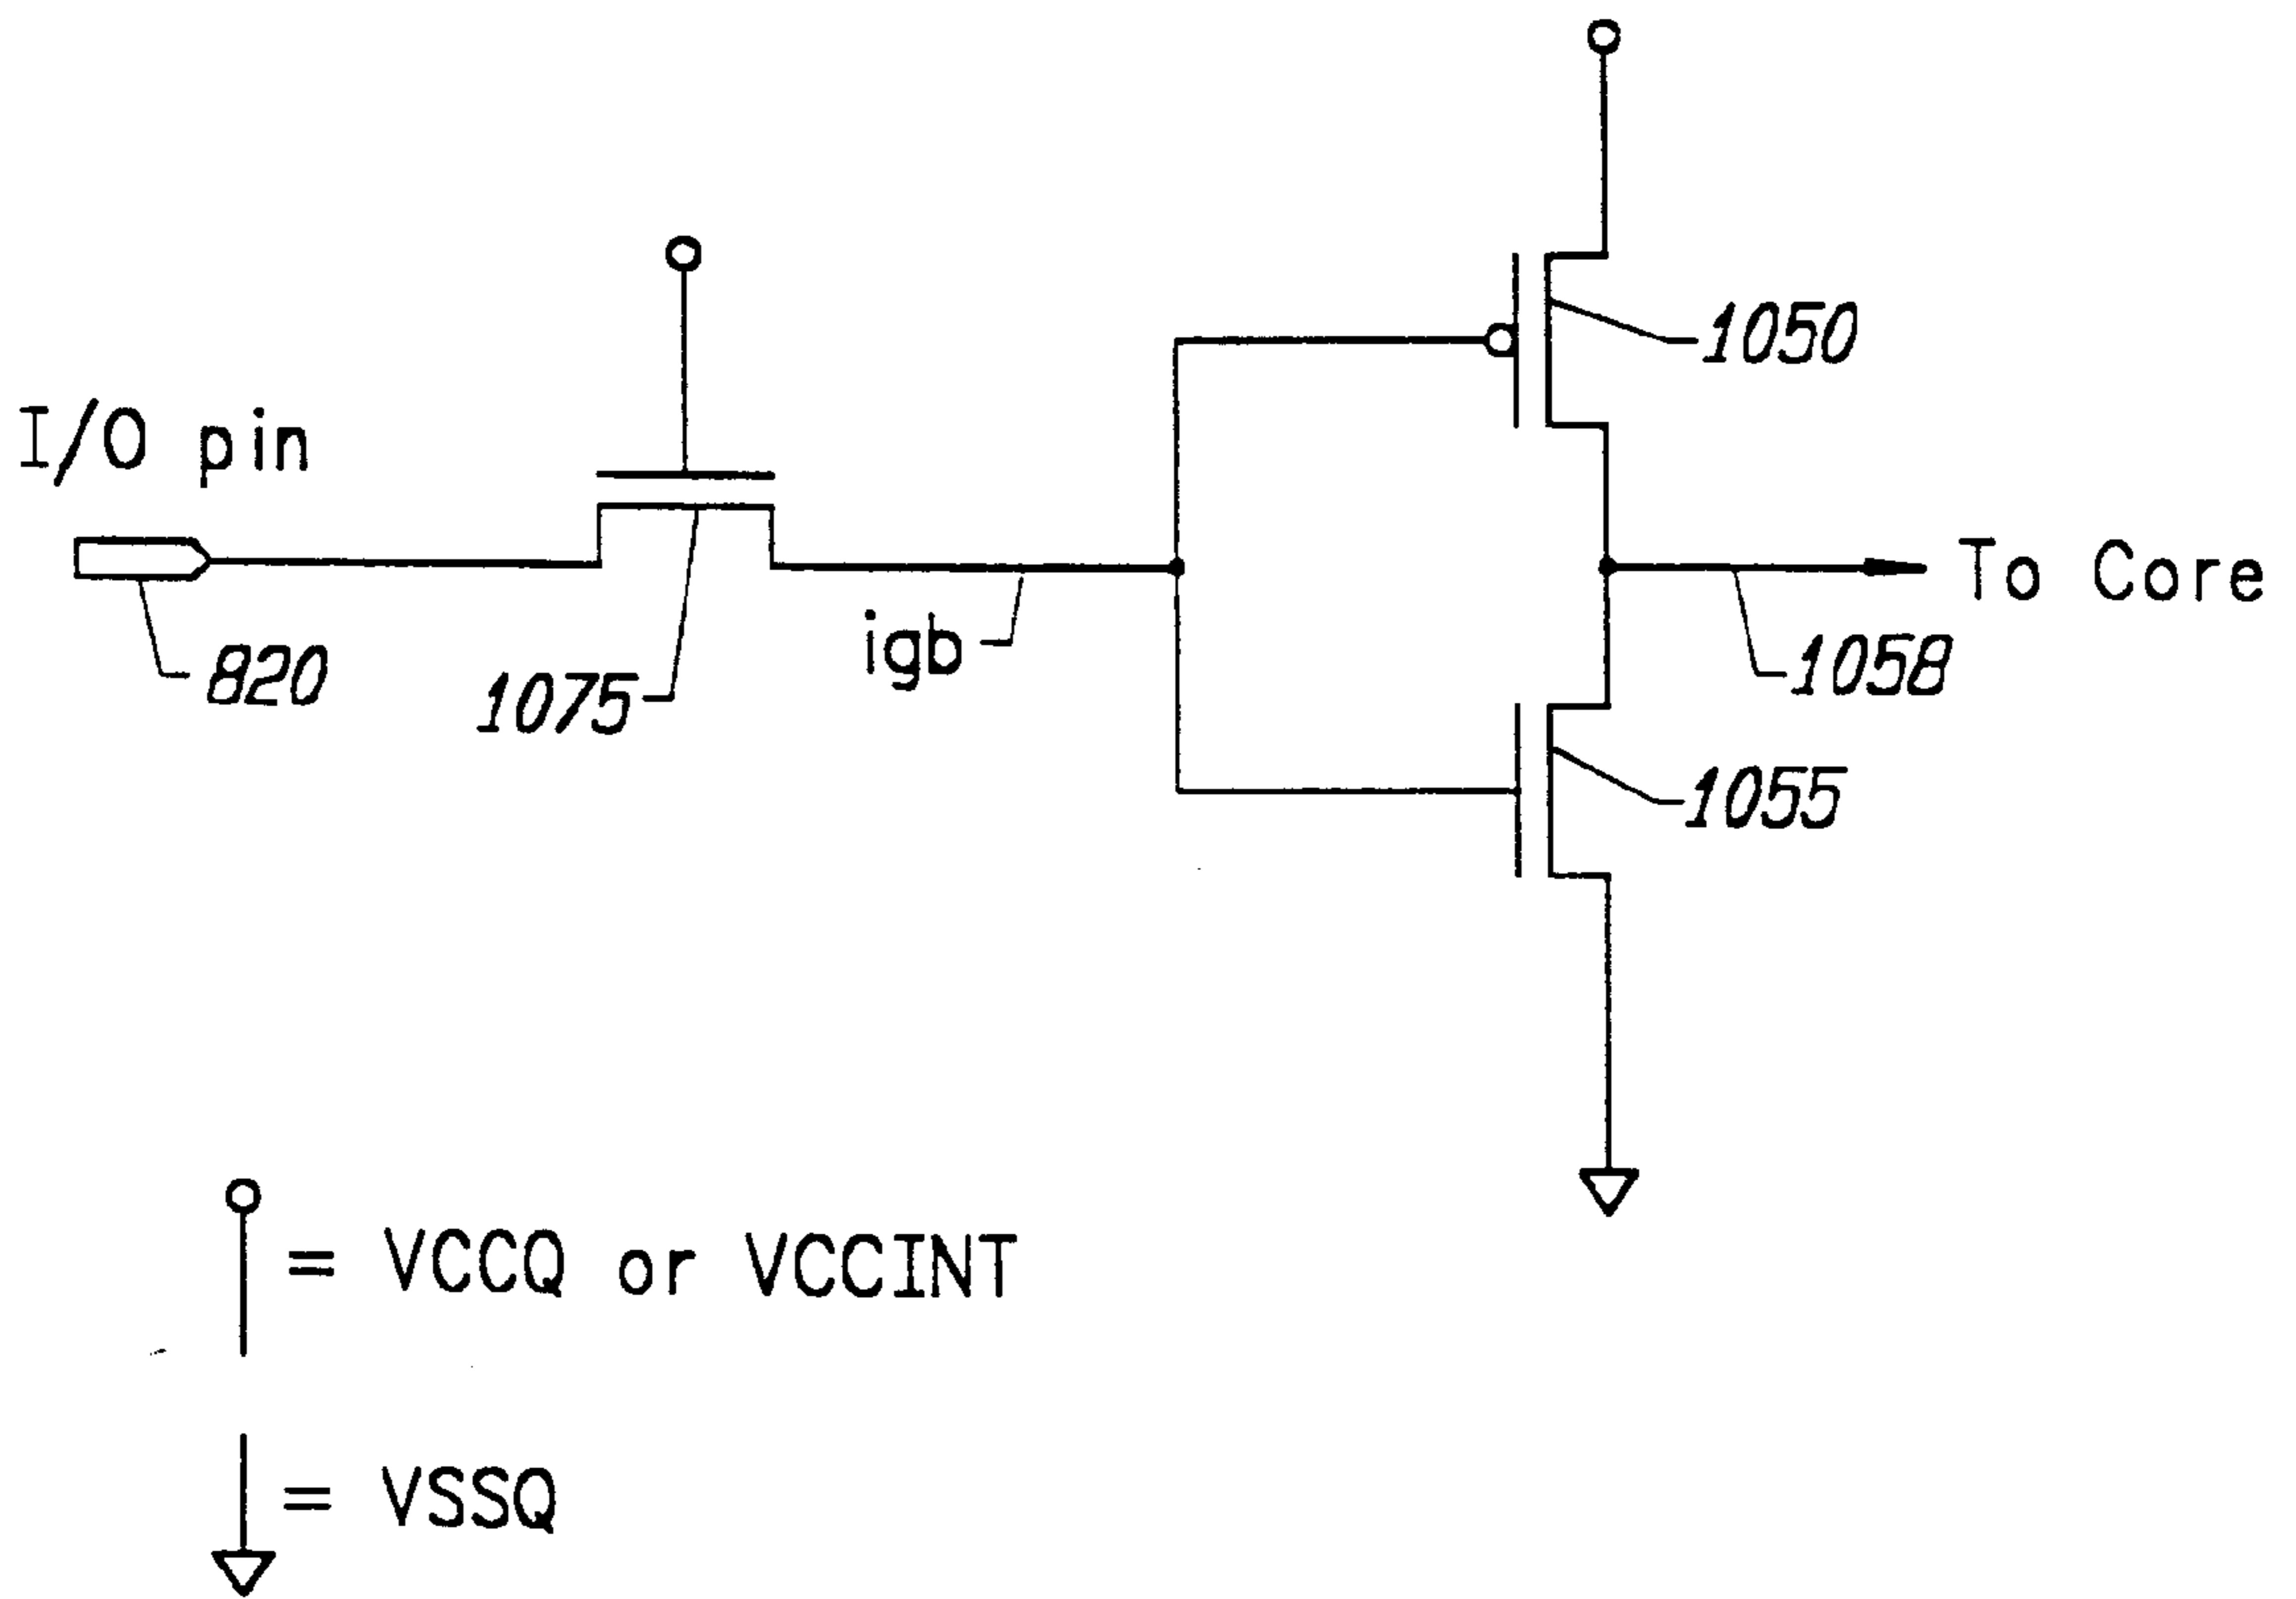 I/O pin
820
1075
igb
1050
To Core
1058
1055
= VCCQ or VCCINT
= VSSQ